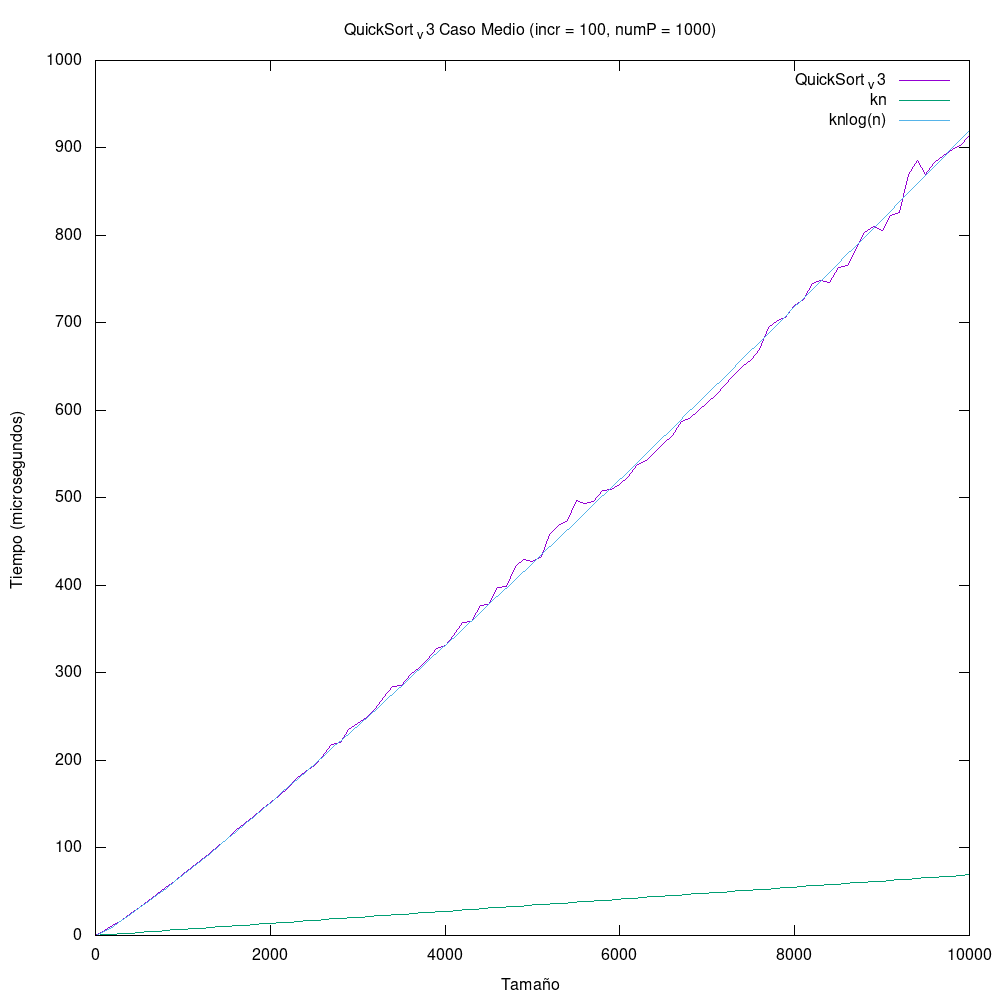 QuickSort v 3 Caso Medio (incr = 100, numP = 1000)
1000
900
800
700
600
500
400
300
200
100
0
Tiempo (microsegundos)
QuickSort v 3
kn
knlog(n)
0 2000 4000 6000 8000 10000
Tamaño